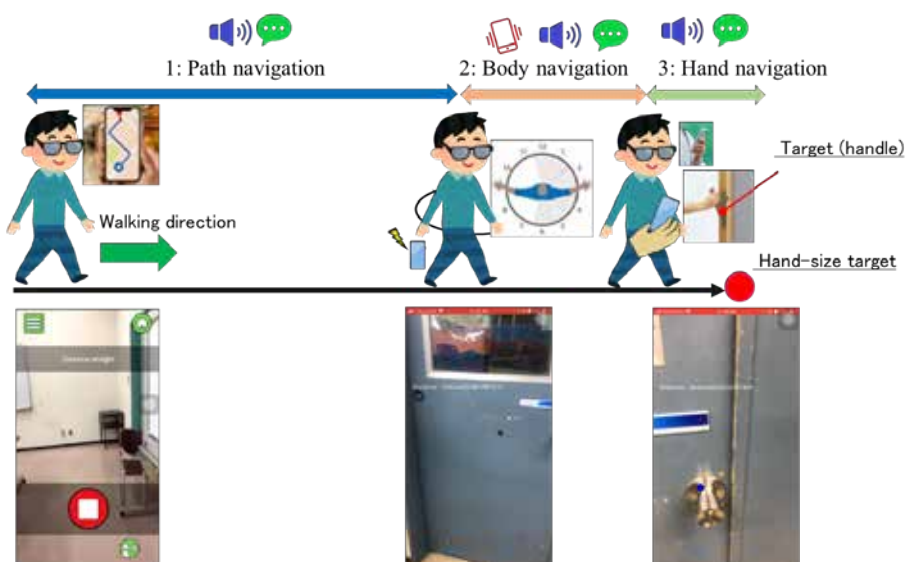 1: Path navigation
2: Body navigation
3: Hand navigation
Target (handle)
Walking direction
Hand-size target